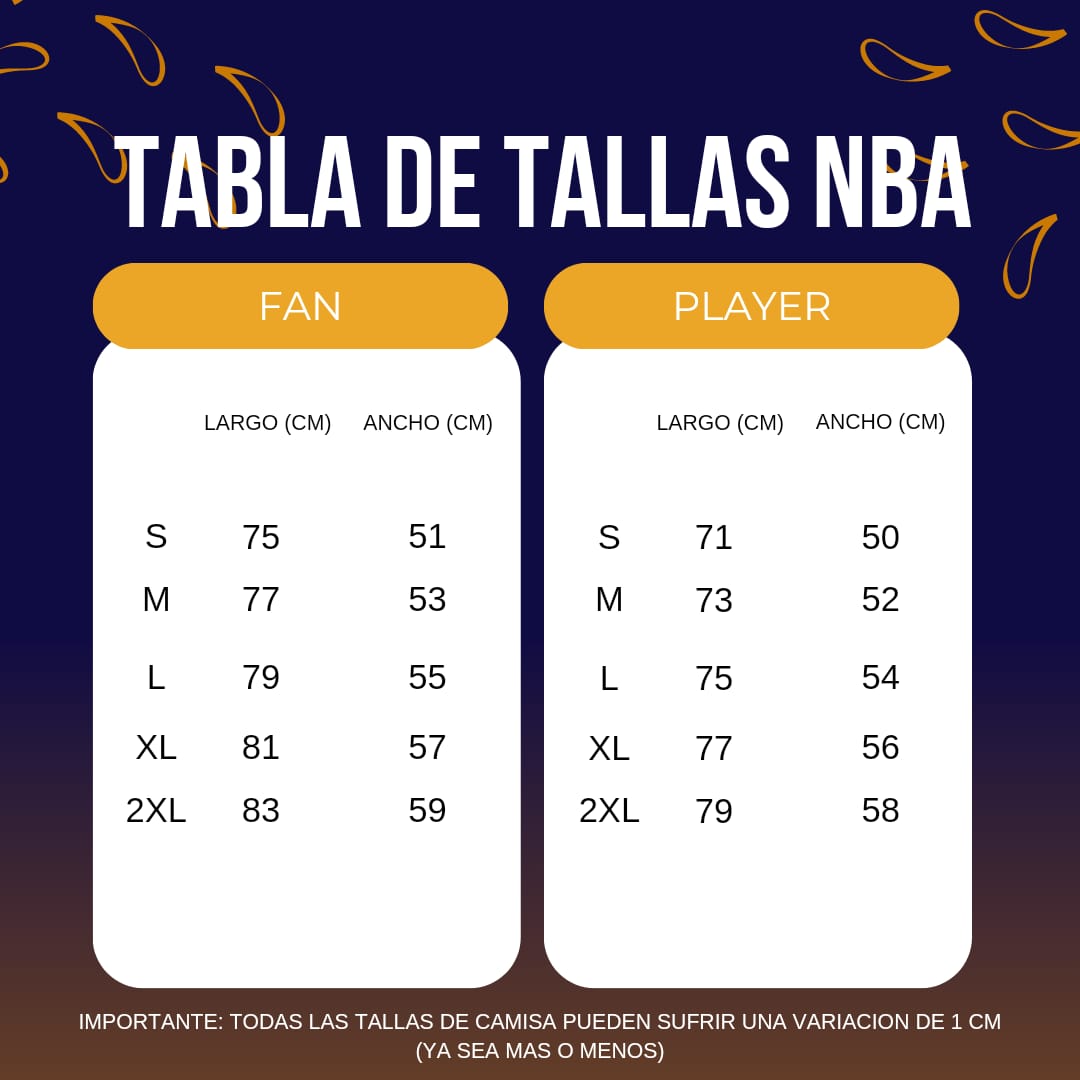 TABLA DE TALLAS NBA
FAN
LARGO (CM) ANCHO (CM)
S 75 51
M 77 53
L 79 55
XL 81 57
2XL 83 59
PLAYER
LARGO (CM) ANCHO (CM)
S 71 50
M 73 52
L 75 54
XL 77 56
2XL 79 58
IMPORTANTE: TODAS LAS TALLAS DE CAMISA PUEDEN SUFRIR UNA VARIACION DE 1 CM
(YA SEA MAS O MENOS)